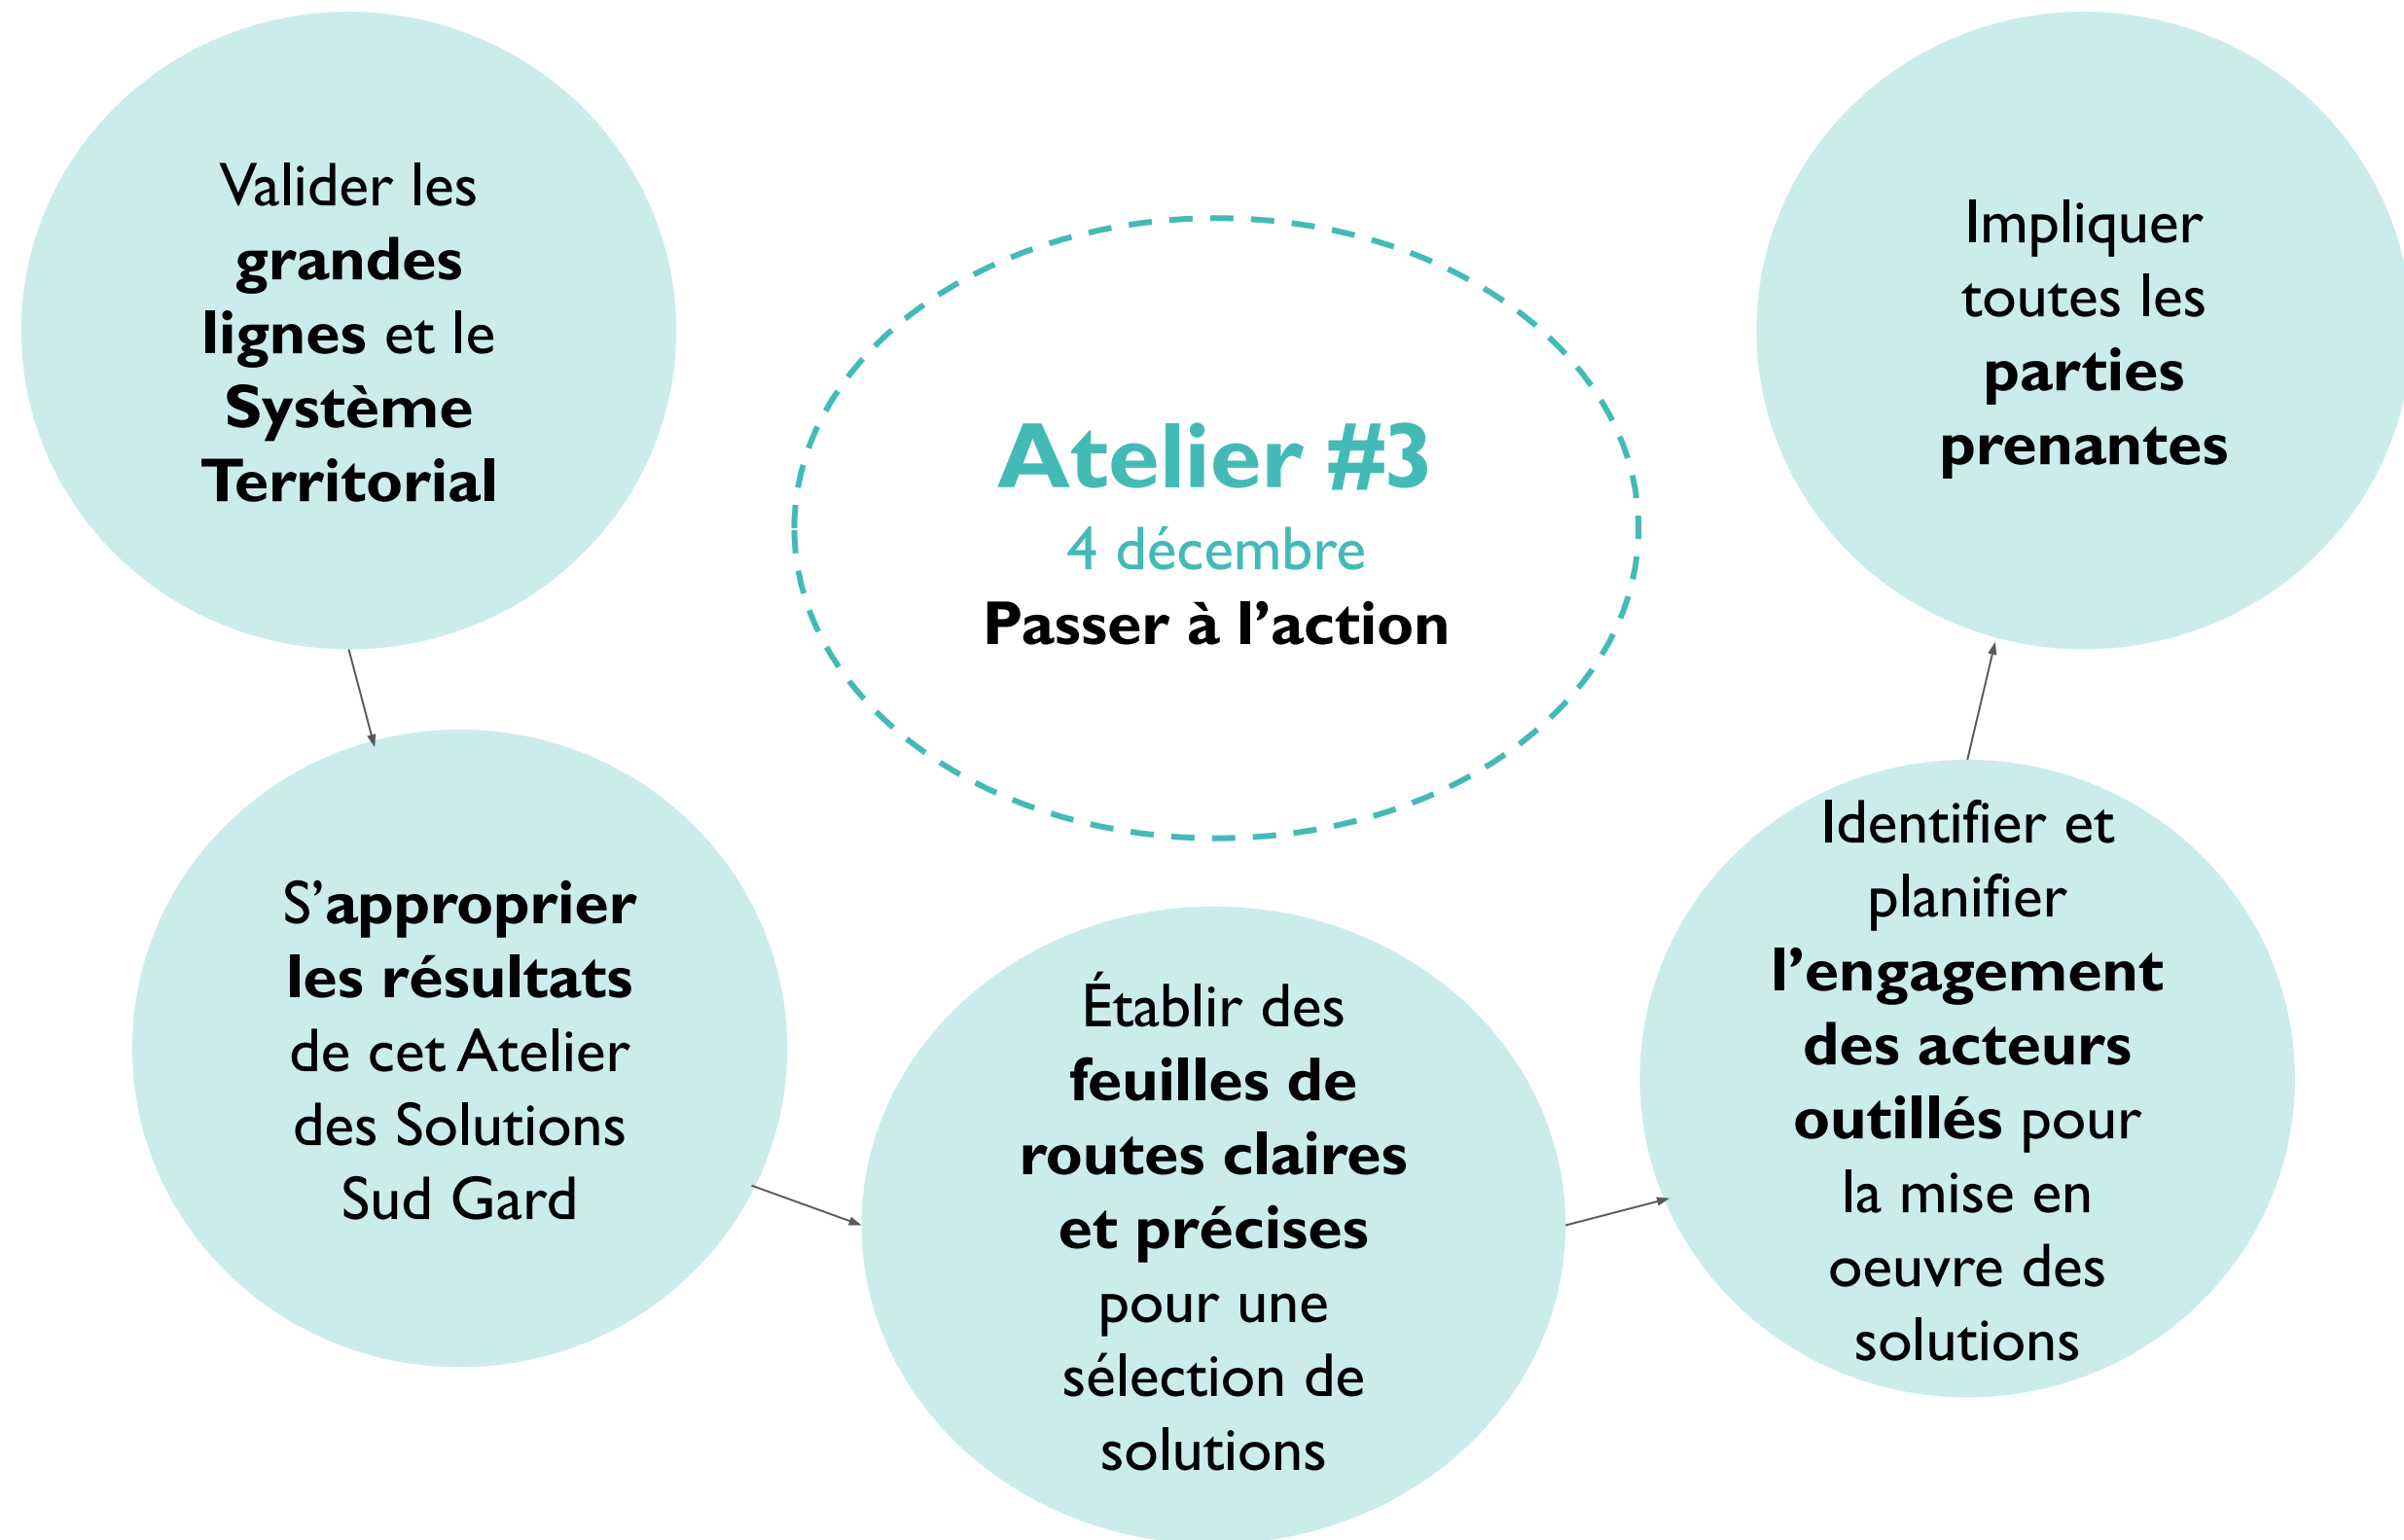 Valider les
grandes
lignes et le
Système
Territorial
Atelier #3
4 décembre
Passer à l’action
Impliquer
toutes les
parties
prenantes
S’approprier
les résultats
de cet Atelier
des Solutions
Sud Gard
Établir des
feuilles de
routes claires
et précises
pour une
sélection de
solutions
Identifier et
planifier
l’engagement
des acteurs
outillés pour
la mise en
oeuvre des
solutions